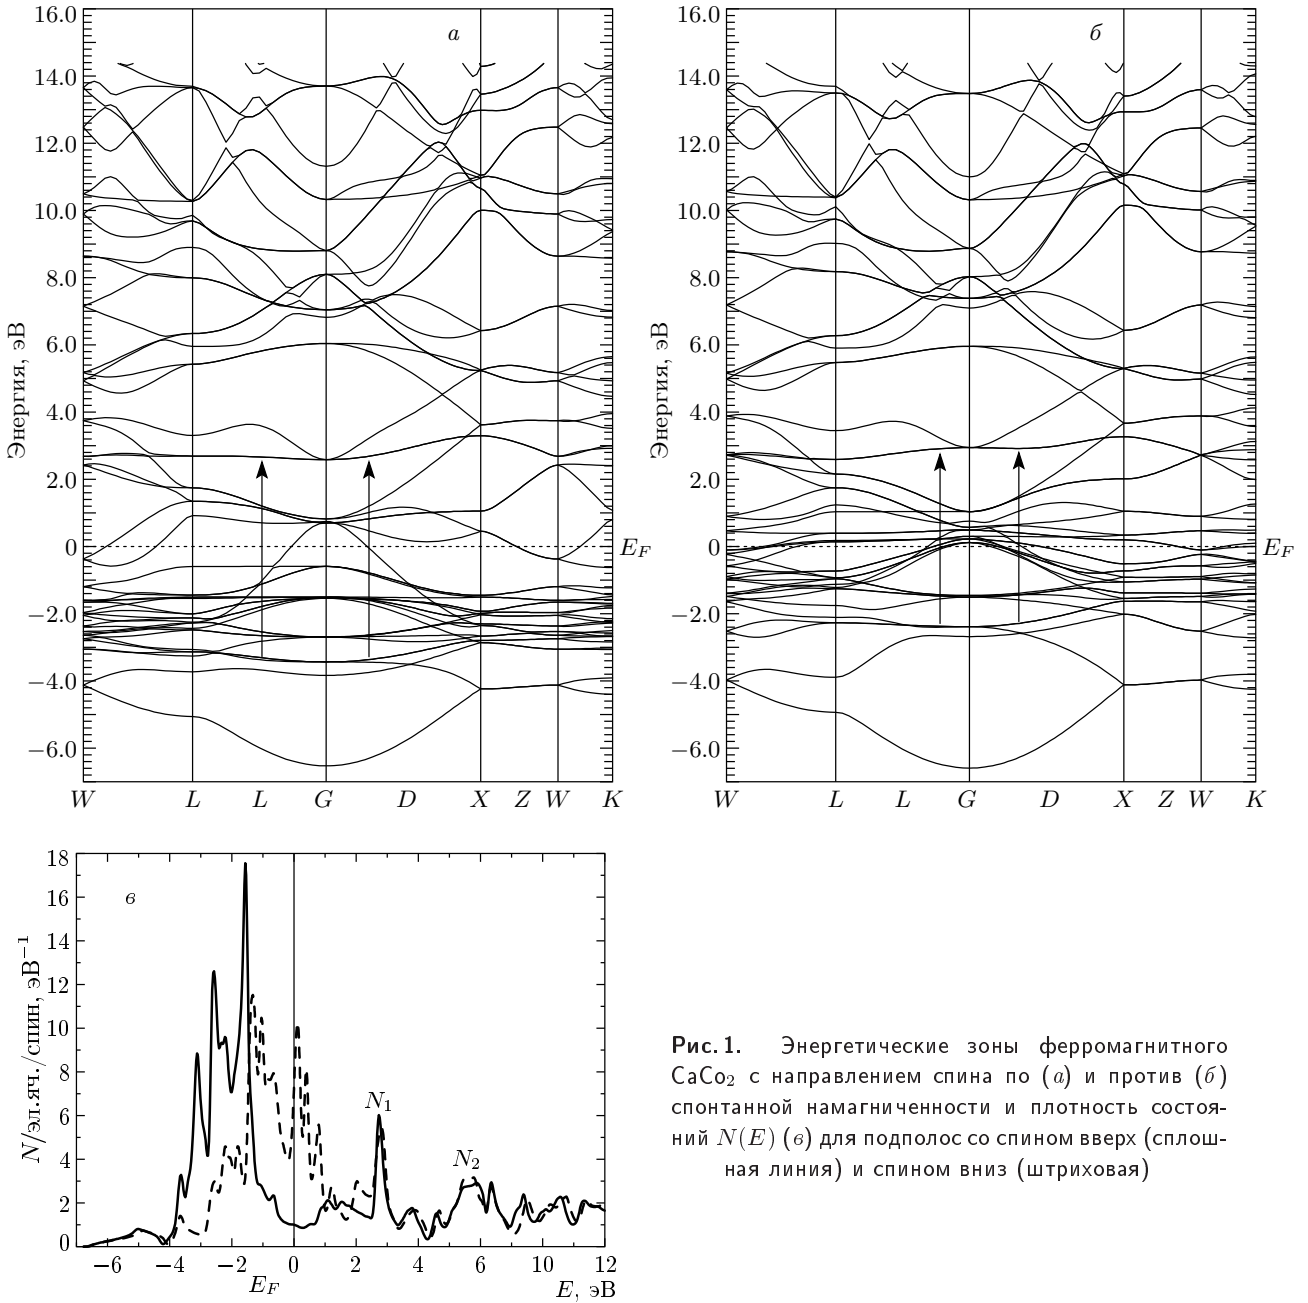 а
б
16.0
14.0
12.0
10.0
8.0
6.0
4.0
2.0
0
−2.0
−4.0
−6.0
Энергия, эВ
E_F
W L L G D X Z W K
16.0
14.0
12.0
10.0
8.0
6.0
4.0
2.0
0
−2.0
−4.0
−6.0
Энергия, эВ
E_F
W L L G D X Z W K
в
18
16
14
12
10
8
6
4
2
0
N/эл.яч./спин, эВ⁻¹
N₁
N₂
−6 −4 −2 0 2 4 6 10 12
E_F
E, эВ
Рис. 1. Энергетические зоны ферромагнитного
CaCo₂ с направлением спина по (а) и против (б)
спонтанной намагниченности и плотность состоя-
ний N(E) (в) для подполос со спином вверх (сплош-
ная линия) и спином вниз (штриховая)